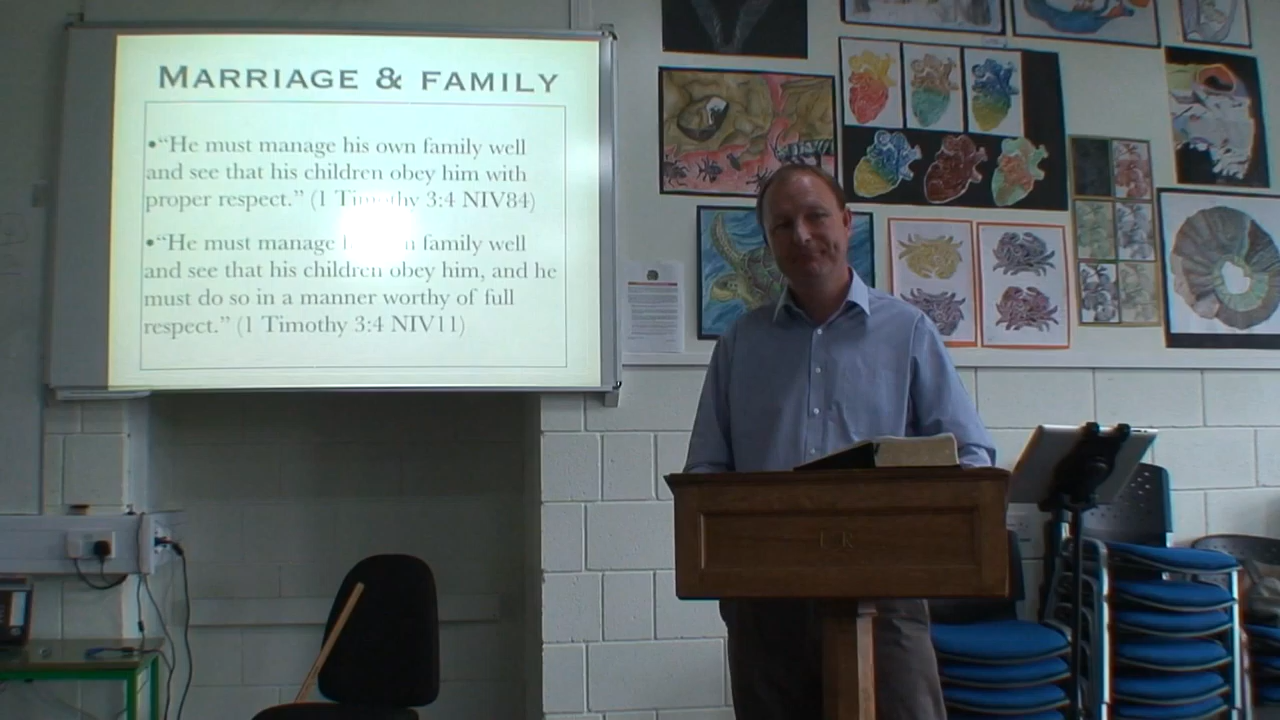 MARRIAGE & FAMILY
•“He must manage his own family well
and see that his children obey him with
proper respect.” (1 Timothy 3:4 NIV84)
•“He must manage his own family well
and see that his children obey him, and he
must do so in a manner worthy of full
respect.” (1 Timothy 3:4 NIV11)